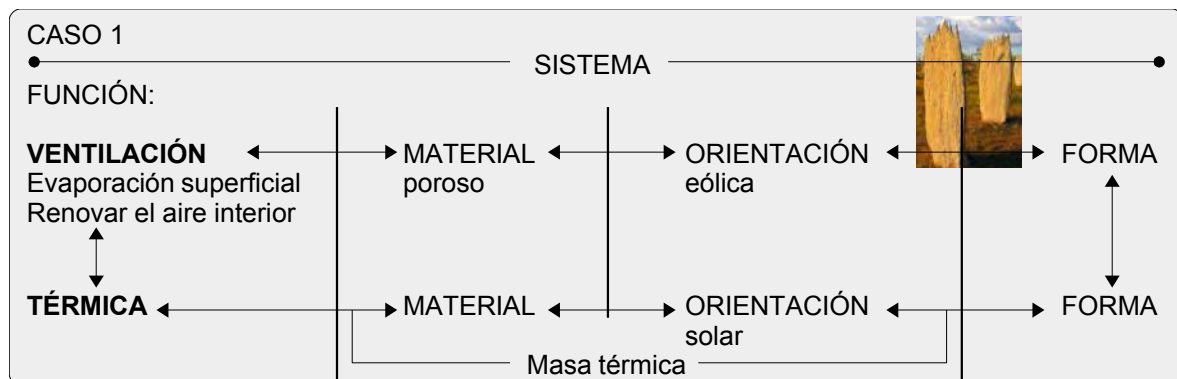 CASO 1
SISTEMA
FUNCIÓN:
VENTILACIÓN MATERIAL ORIENTACIÓN FORMA
Evaporación superficial poroso eólica
Renovar el aire interior
TÉRMICA MATERIAL ORIENTACIÓN FORMA
solar
Masa térmica